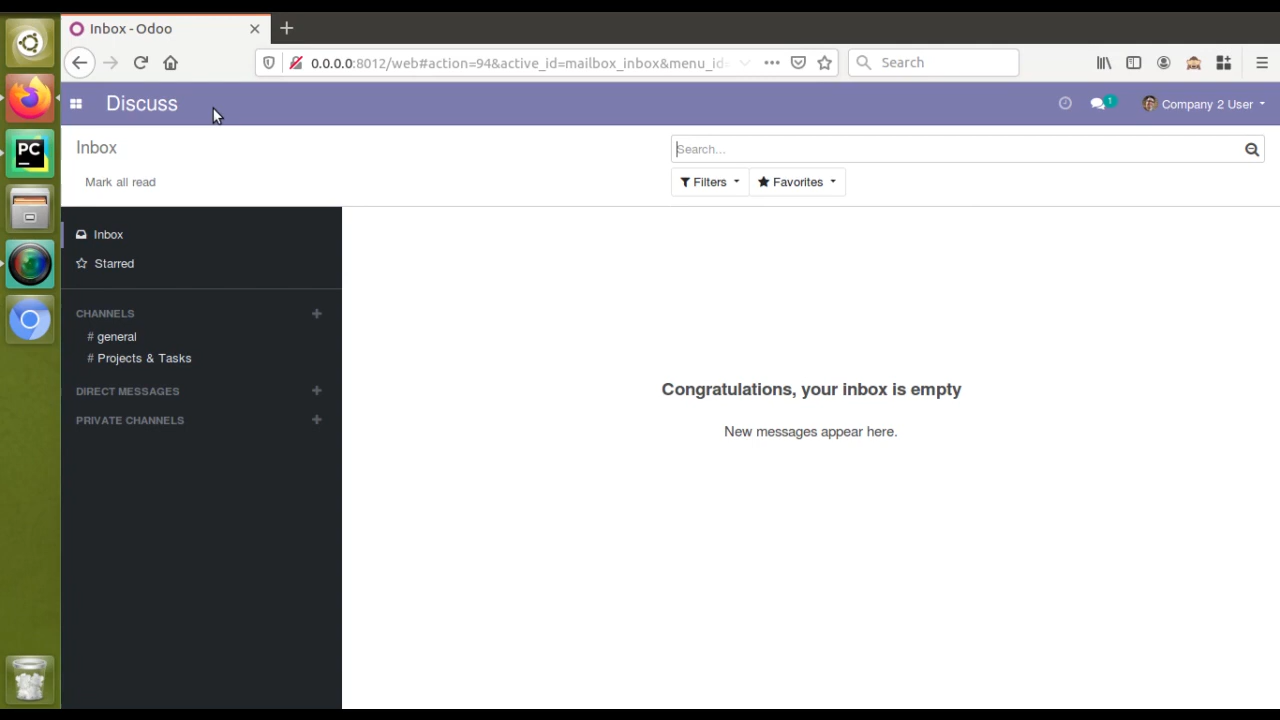 Inbox - Odoo
0.0.0.0:8012/web#action=94&active_id=mailbox_inbox&menu_id
Search
Discuss
1
Company 2 User
Inbox
Search...
Mark all read
Filters
Favorites
Inbox
Starred
CHANNELS
# general
# Projects & Tasks
DIRECT MESSAGES
PRIVATE CHANNELS
Congratulations, your inbox is empty
New messages appear here.
PC